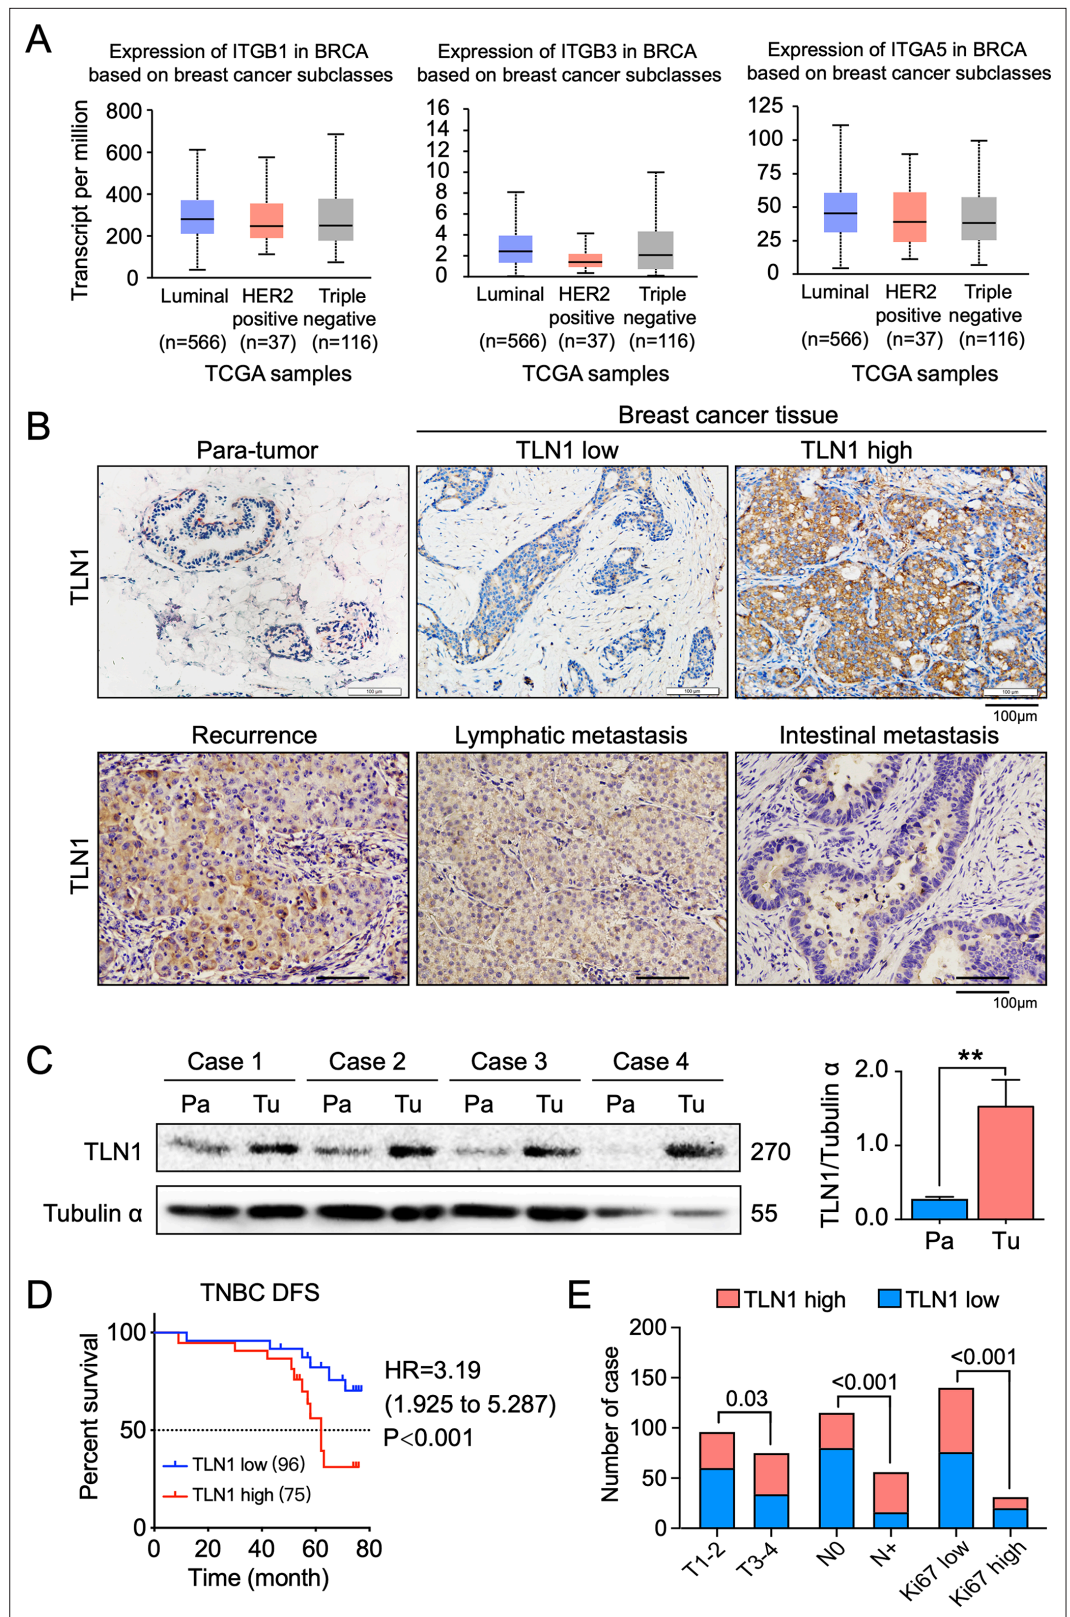 A
Expression of ITGB1 in BRCA
based on breast cancer subclasses
Expression of ITGB3 in BRCA
based on breast cancer subclasses
Expression of ITGA5 in BRCA
based on breast cancer subclasses
Transcript per million
800
600
400
200
0
Luminal
HER2
positive
Triple
negative
(n=566)
(n=37)
(n=116)
TCGA samples
16
14
12
10
8
6
4
2
0
Luminal
HER2
positive
Triple
negative
(n=566)
(n=37)
(n=116)
TCGA samples
125
100
75
50
25
0
Luminal
HER2
positive
Triple
negative
(n=566)
(n=37)
(n=116)
TCGA samples
B
Breast cancer tissue
Para-tumor
TLN1 low
TLN1 high
TLN1
100 µm
100 µm
100 µm
100µm
Recurrence
Lymphatic metastasis
Intestinal metastasis
TLN1
100µm
C
Case 1
Case 2
Case 3
Case 4
Pa Tu Pa Tu Pa Tu Pa Tu
TLN1
270
Tubulin α
55
TLN1/Tubulin α
2.0
1.0
0.0
**
Pa
Tu
D
TNBC DFS
Percent survival
100
50
0
HR=3.19
(1.925 to 5.287)
P<0.001
TLN1 low (96)
TLN1 high (75)
0 20 40 60 80
Time (month)
E
TLN1 high
TLN1 low
Number of case
200
150
100
50
0
0.03
<0.001
<0.001
T1-2
T3-4
N0
N+
Ki67 low
Ki67 high